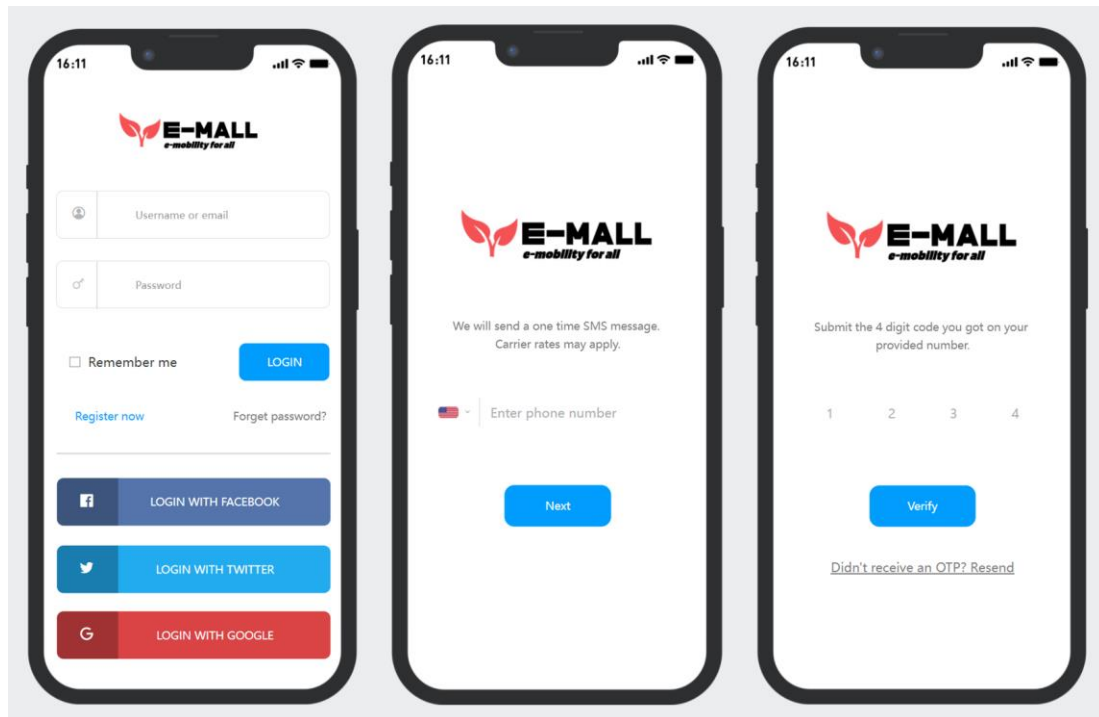 16:11
E-MALL
e-mobility for all
Username or email
Password
Remember me
LOGIN
Register now
Forget password?
LOGIN WITH FACEBOOK
LOGIN WITH TWITTER
G
LOGIN WITH GOOGLE
16:11
E-MALL
e-mobility for all
We will send a one time SMS message.
Carrier rates may apply.
Enter phone number
Next
16:11
E-MALL
e-mobility for all
Submit the 4 digit code you got on your
provided number.
1 2 3 4
Verify
Didn't receive an OTP? Resend